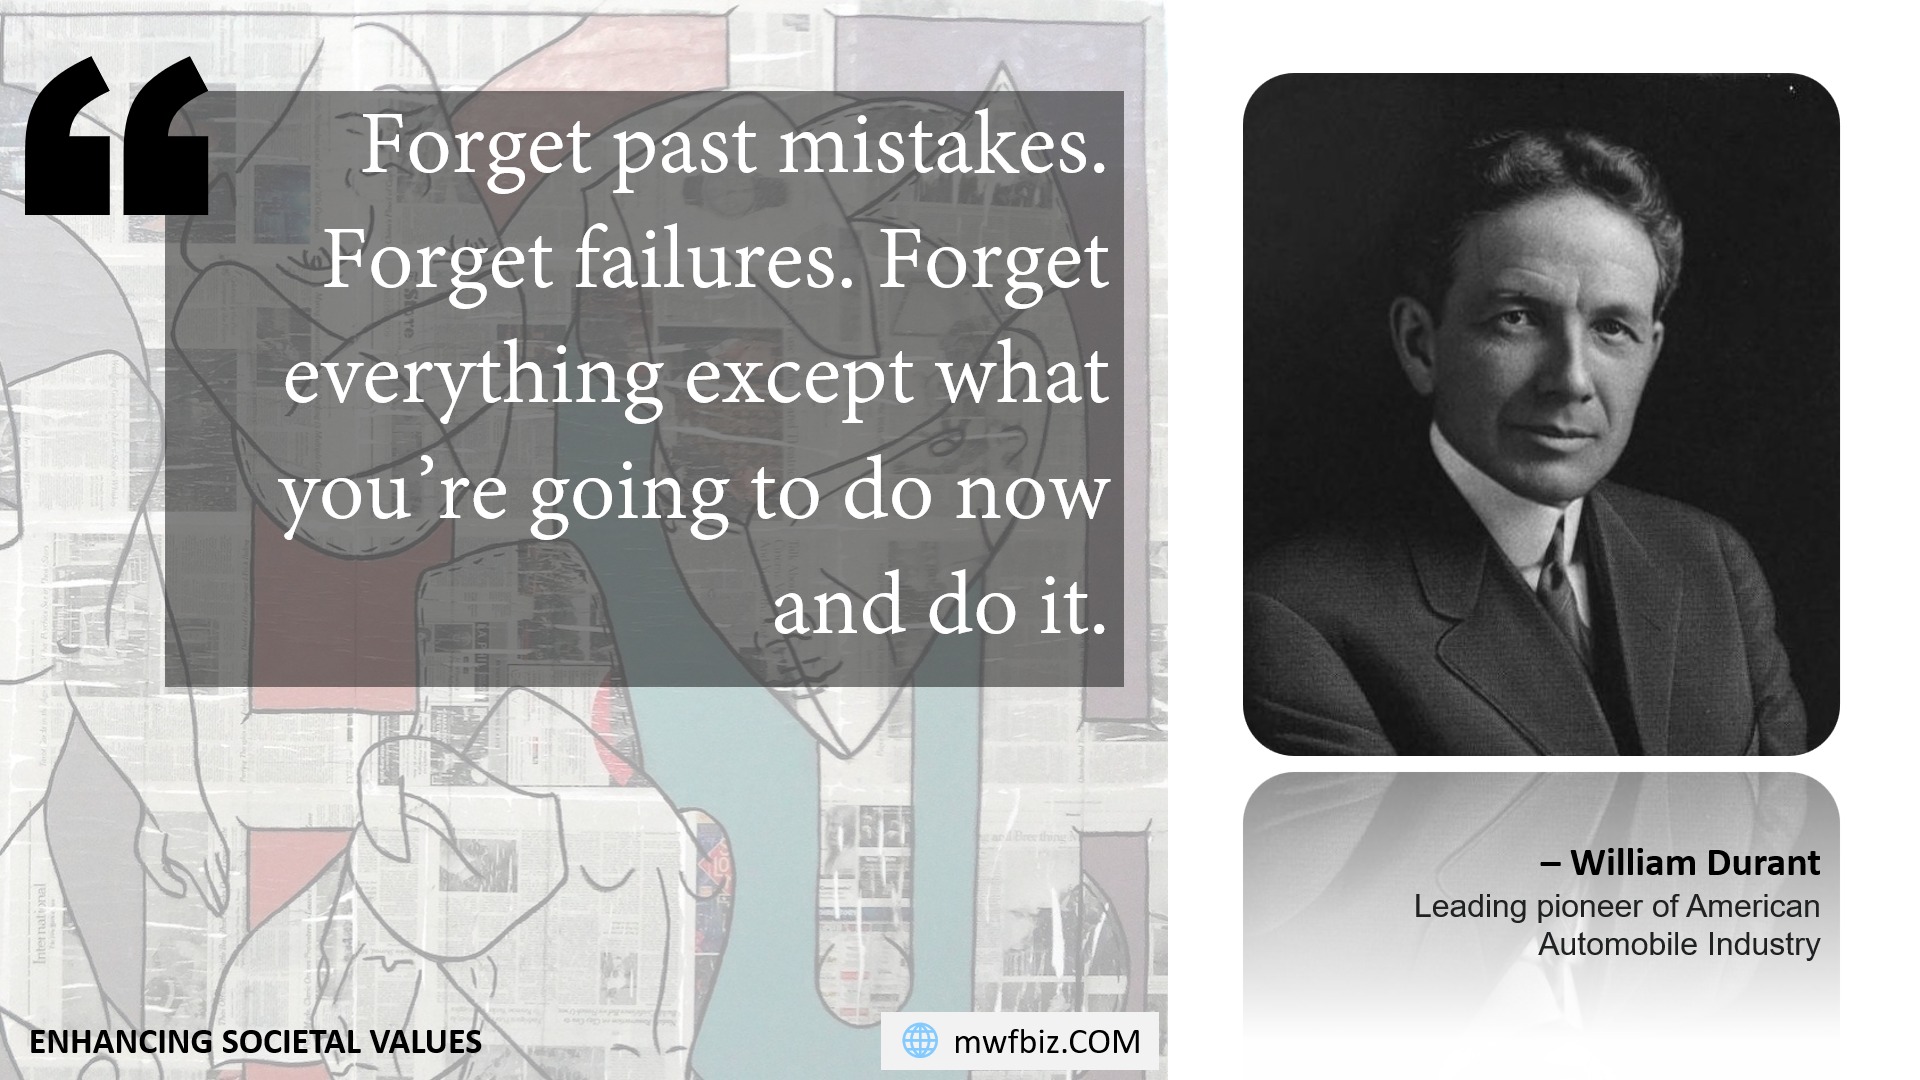 Forget past mistakes.
Forget failures. Forget
everything except what
you’re going to do now
and do it.
– William Durant
Leading pioneer of American
Automobile Industry
ENHANCING SOCIETAL VALUES
mwfbiz.COM
International